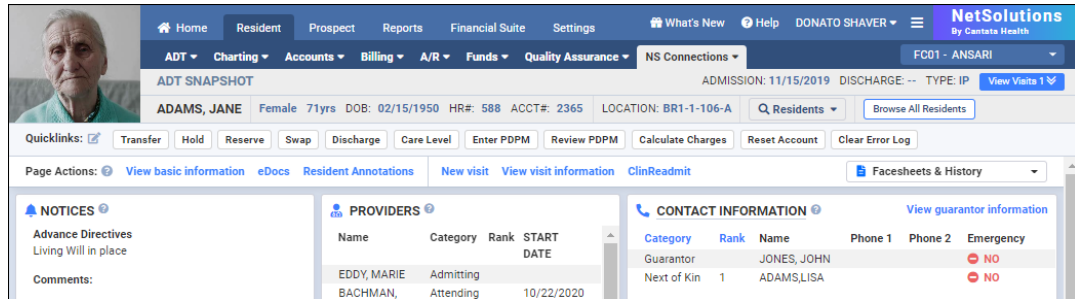 Home Resident Prospect Reports Financial Suite Settings What's New Help DONATO SHAVER NetSolutions
By Cantata Health
ADT Charting Accounts Billing A/R Funds Quality Assurance NS Connections FC01 - ANSARI
ADT SNAPSHOT ADMISSION: 11/15/2019 DISCHARGE: -- TYPE: IP View Visits 1
ADAMS, JANE Female 71yrs DOB: 02/15/1950 HR#: 588 ACCT#: 2365 LOCATION: BR1-1-106-A Residents Browse All Residents
Quicklinks: Transfer Hold Reserve Swap Discharge Care Level Enter PDPM Review PDPM Calculate Charges Reset Account Clear Error Log
Page Actions: View basic information eDocs Resident Annotations New visit View visit information ClinReadmit Facesheets & History
NOTICES
Advance Directives
Living Will in place
Comments:
PROVIDERS
Name Category Rank START DATE
EDDY, MARIE Admitting
BACHMAN, Attending 10/22/2020
CONTACT INFORMATION View guarantor information
Category Rank Name Phone 1 Phone 2 Emergency
Guarantor JONES, JOHN NO
Next of Kin 1 ADAMS,LISA NO